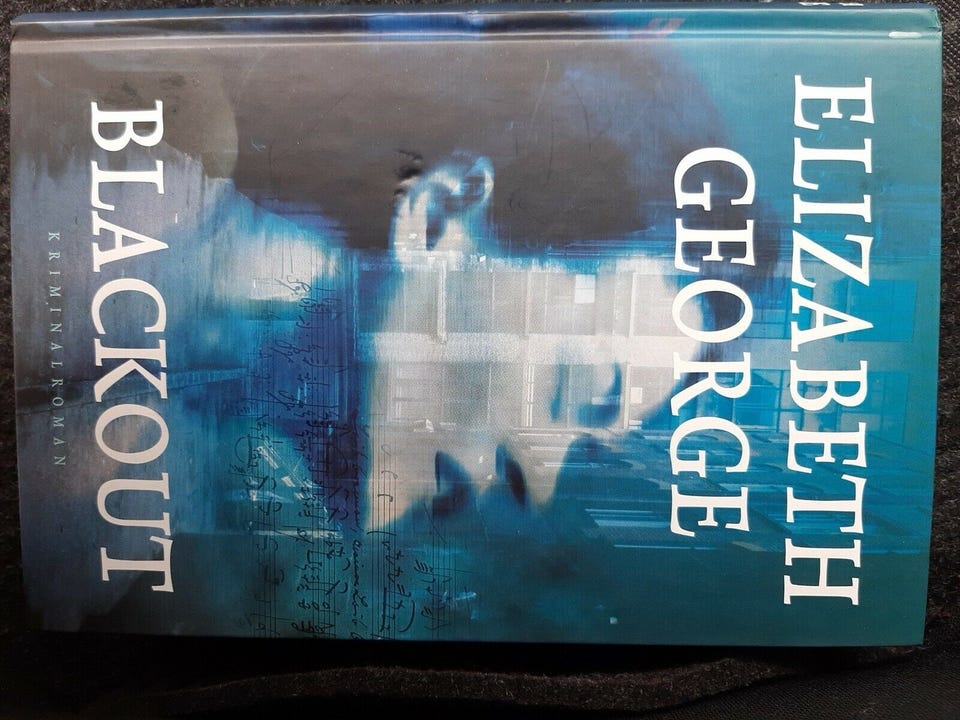 ELIZABETH
GEORGE
BLACKOUT
KRIMINALROMAN